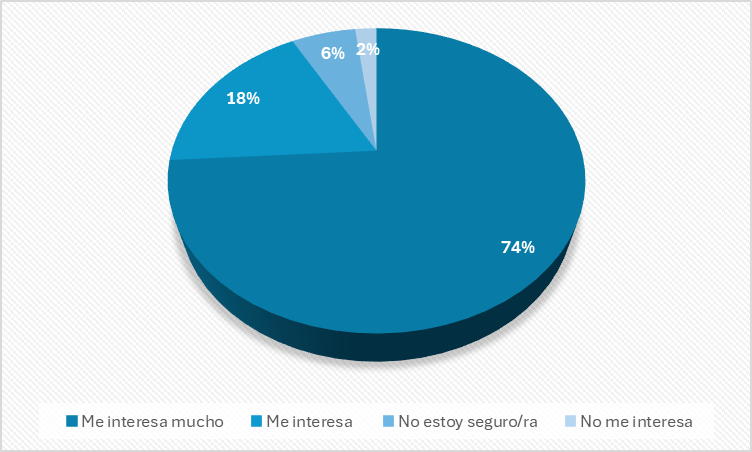 6%
2%
18%
74%
Me interesa mucho
Me interesa
No estoy seguro/ra
No me interesa